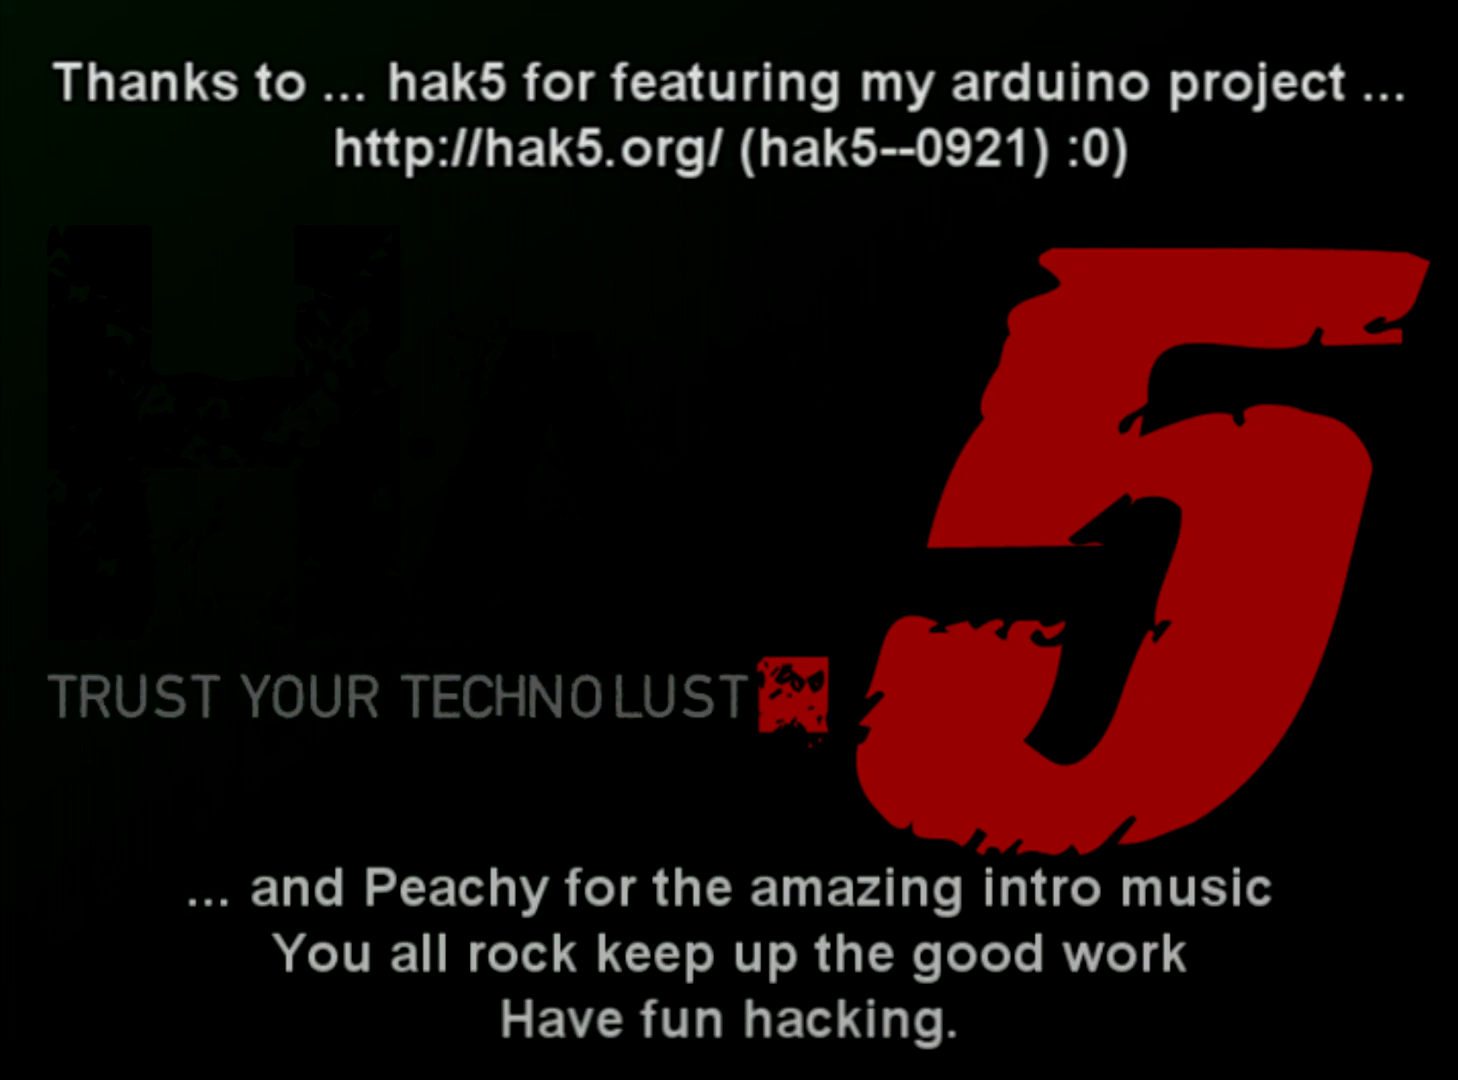 Thanks to ... hak5 for featuring my arduino project ...
http://hak5.org/ (hak5--0921) :0)
H
5
TRUST YOUR TECHNOLUST
... and Peachy for the amazing intro music
You all rock keep up the good work
Have fun hacking.